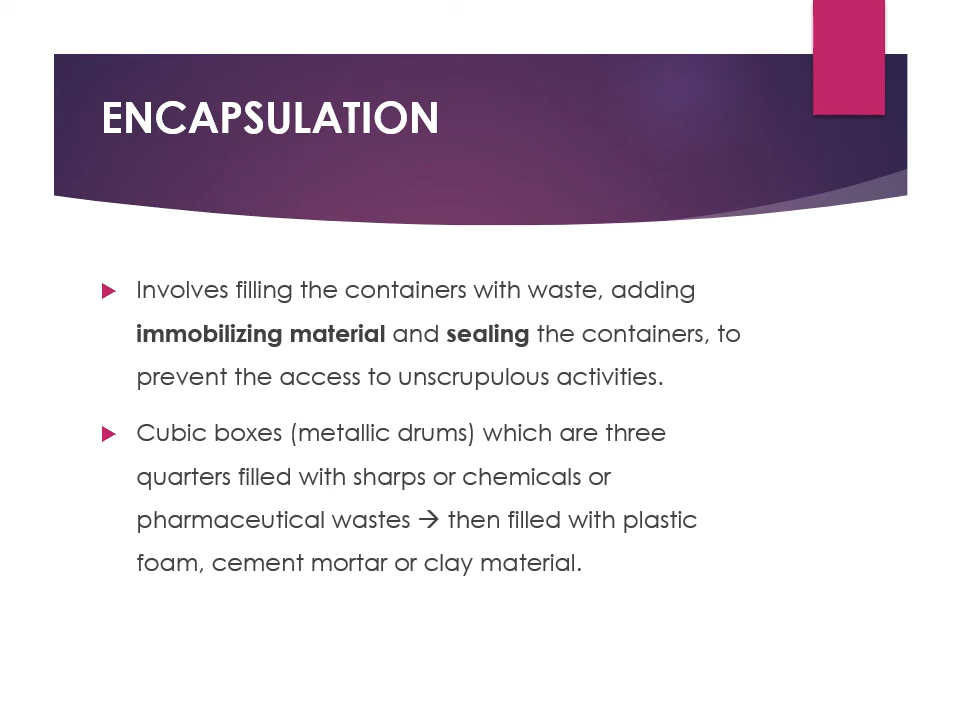 ENCAPSULATION
Involves filling the containers with waste, adding
immobilizing material and sealing the containers, to
prevent the access to unscrupulous activities.
Cubic boxes (metallic drums) which are three
quarters filled with sharps or chemicals or
pharmaceutical wastes → then filled with plastic
foam, cement mortar or clay material.